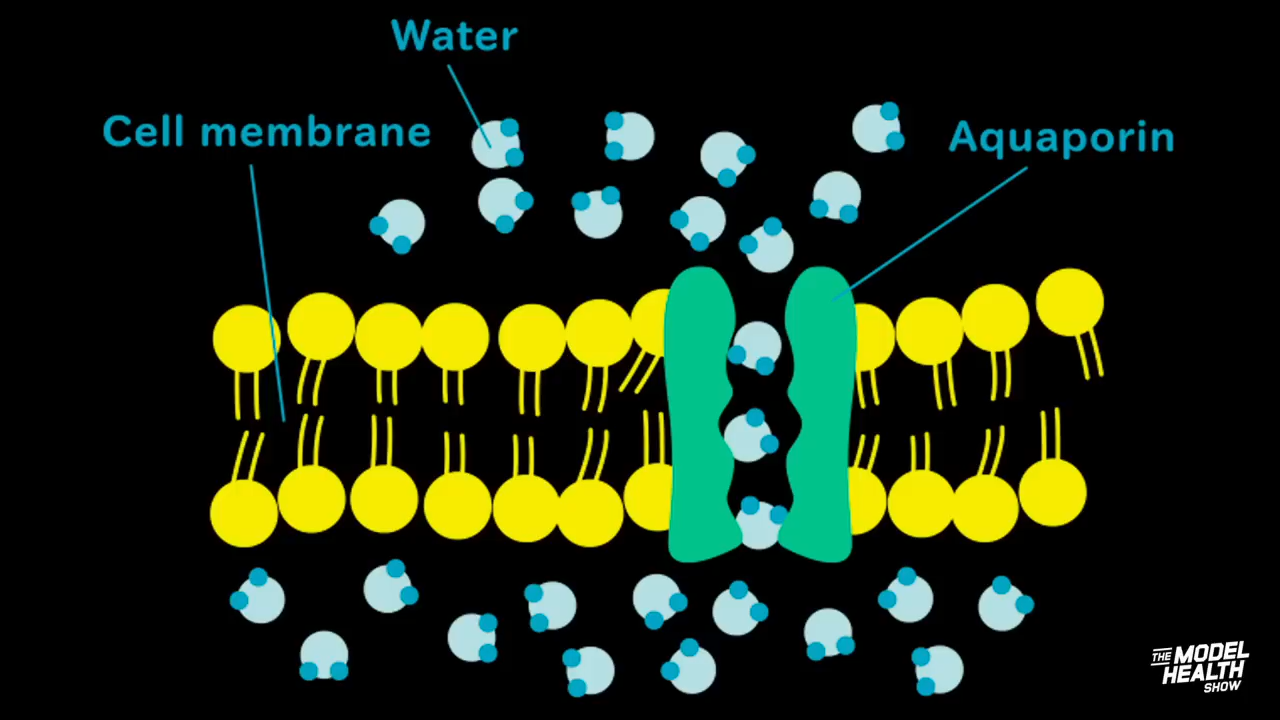 Water
Cell membrane
Aquaporin
THE MODEL
HEALTH
SHOW